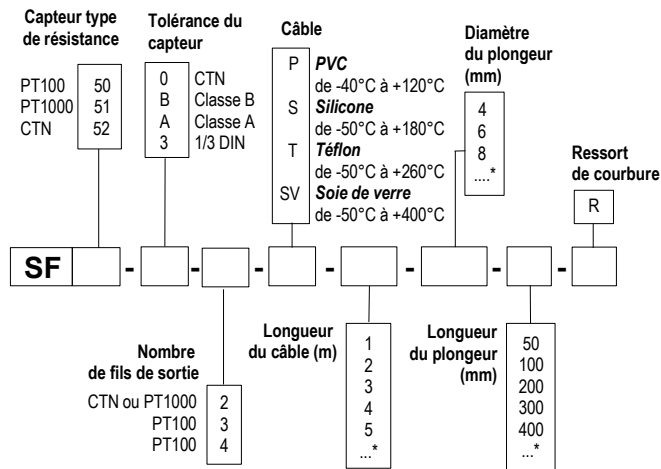 Capteur type
de résistance
PT100 50
PT1000 51
CTN 52
Tolérance du
capteur
0 CTN
B Classe B
A Classe A
3 1/3 DIN
Câble
P PVC
de -40°C à +120°C
S Silicone
de -50°C à +180°C
T Téflon
de -50°C à +260°C
SV Soie de verre
de -50°C à +400°C
Diamètre
du plongeur
(mm)
4
6
8
....*
Ressort
de courbure
R
SF - - - - - - -
Nombre
de fils de sortie
CTN ou PT1000 2
PT100 3
PT100 4
Longueur
du câble (m)
1
2
3
4
5
...*
Longueur
du plongeur
(mm)
50
100
200
300
400
...*